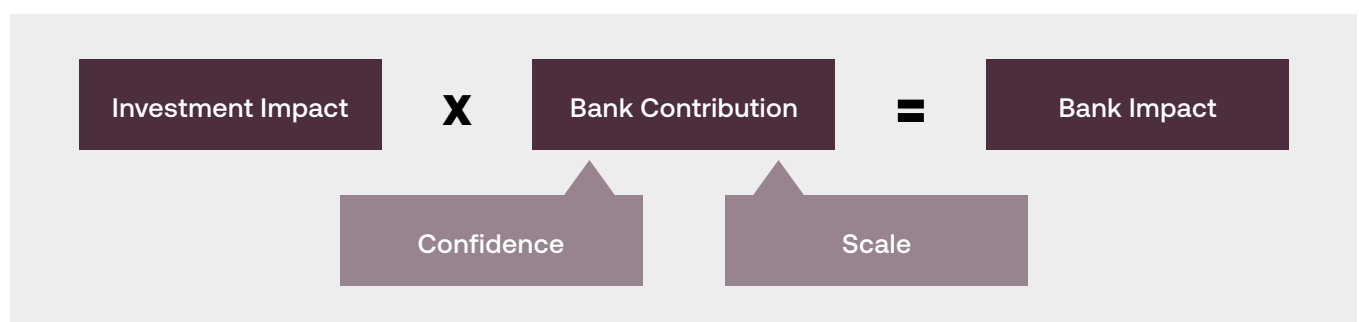 Investment Impact x Bank Contribution = Bank Impact
Confidence Scale